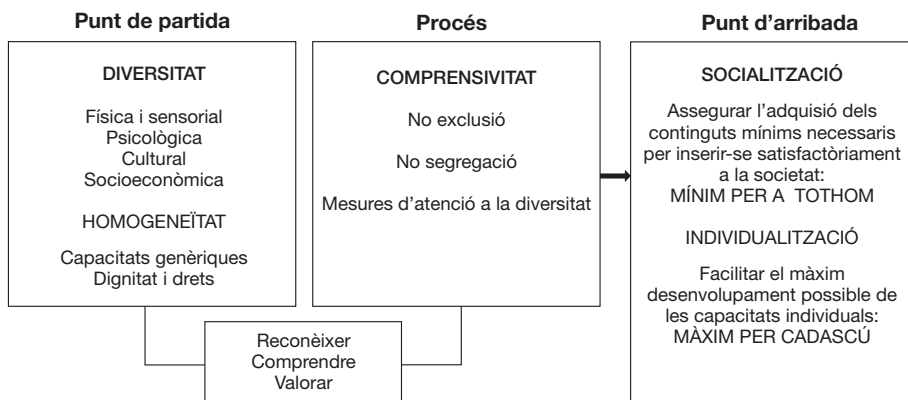 Punt de partida
DIVERSITAT
Física i sensorial
Psicològica
Cultural
Socioeconòmica
HOMOGENEÏTAT
Capacitats genèriques
Dignitat i drets
Procés
COMPRENSIVITAT
No exclusió
No segregació
Mesures d'atenció a la diversitat
Reconèixer
Comprendre
Valorar
Punt d'arribada
SOCIALITZACIÓ
Assegurar l'adquisió dels
continguts mínims necessaris
per inserir-se satisfactòriament
a la societat:
MÍNIM PER A TOTHOM
INDIVIDUALITZACIÓ
Facilitar el màxim
desenvolupament possible de
les capacitats individuals:
MÀXIM PER CADASCÚ